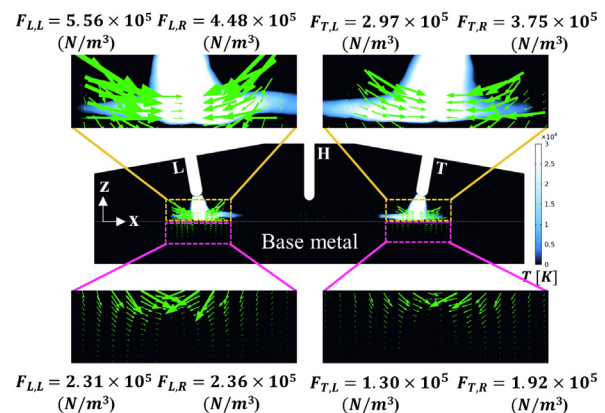 F_{L,L} = 5.56 × 10^5 F_{L,R} = 4.48 × 10^5 F_{T,L} = 2.97 × 10^5 F_{T,R} = 3.75 × 10^5
(N/m^3) (N/m^3) (N/m^3) (N/m^3)
H
L T
× 10^4
3
2.5
2
1.5
1
0.5
0
Z
X
Base metal
T [K]
F_{L,L} = 2.31 × 10^5 F_{L,R} = 2.36 × 10^5 F_{T,L} = 1.30 × 10^5 F_{T,R} = 1.92 × 10^5
(N/m^3) (N/m^3) (N/m^3) (N/m^3)